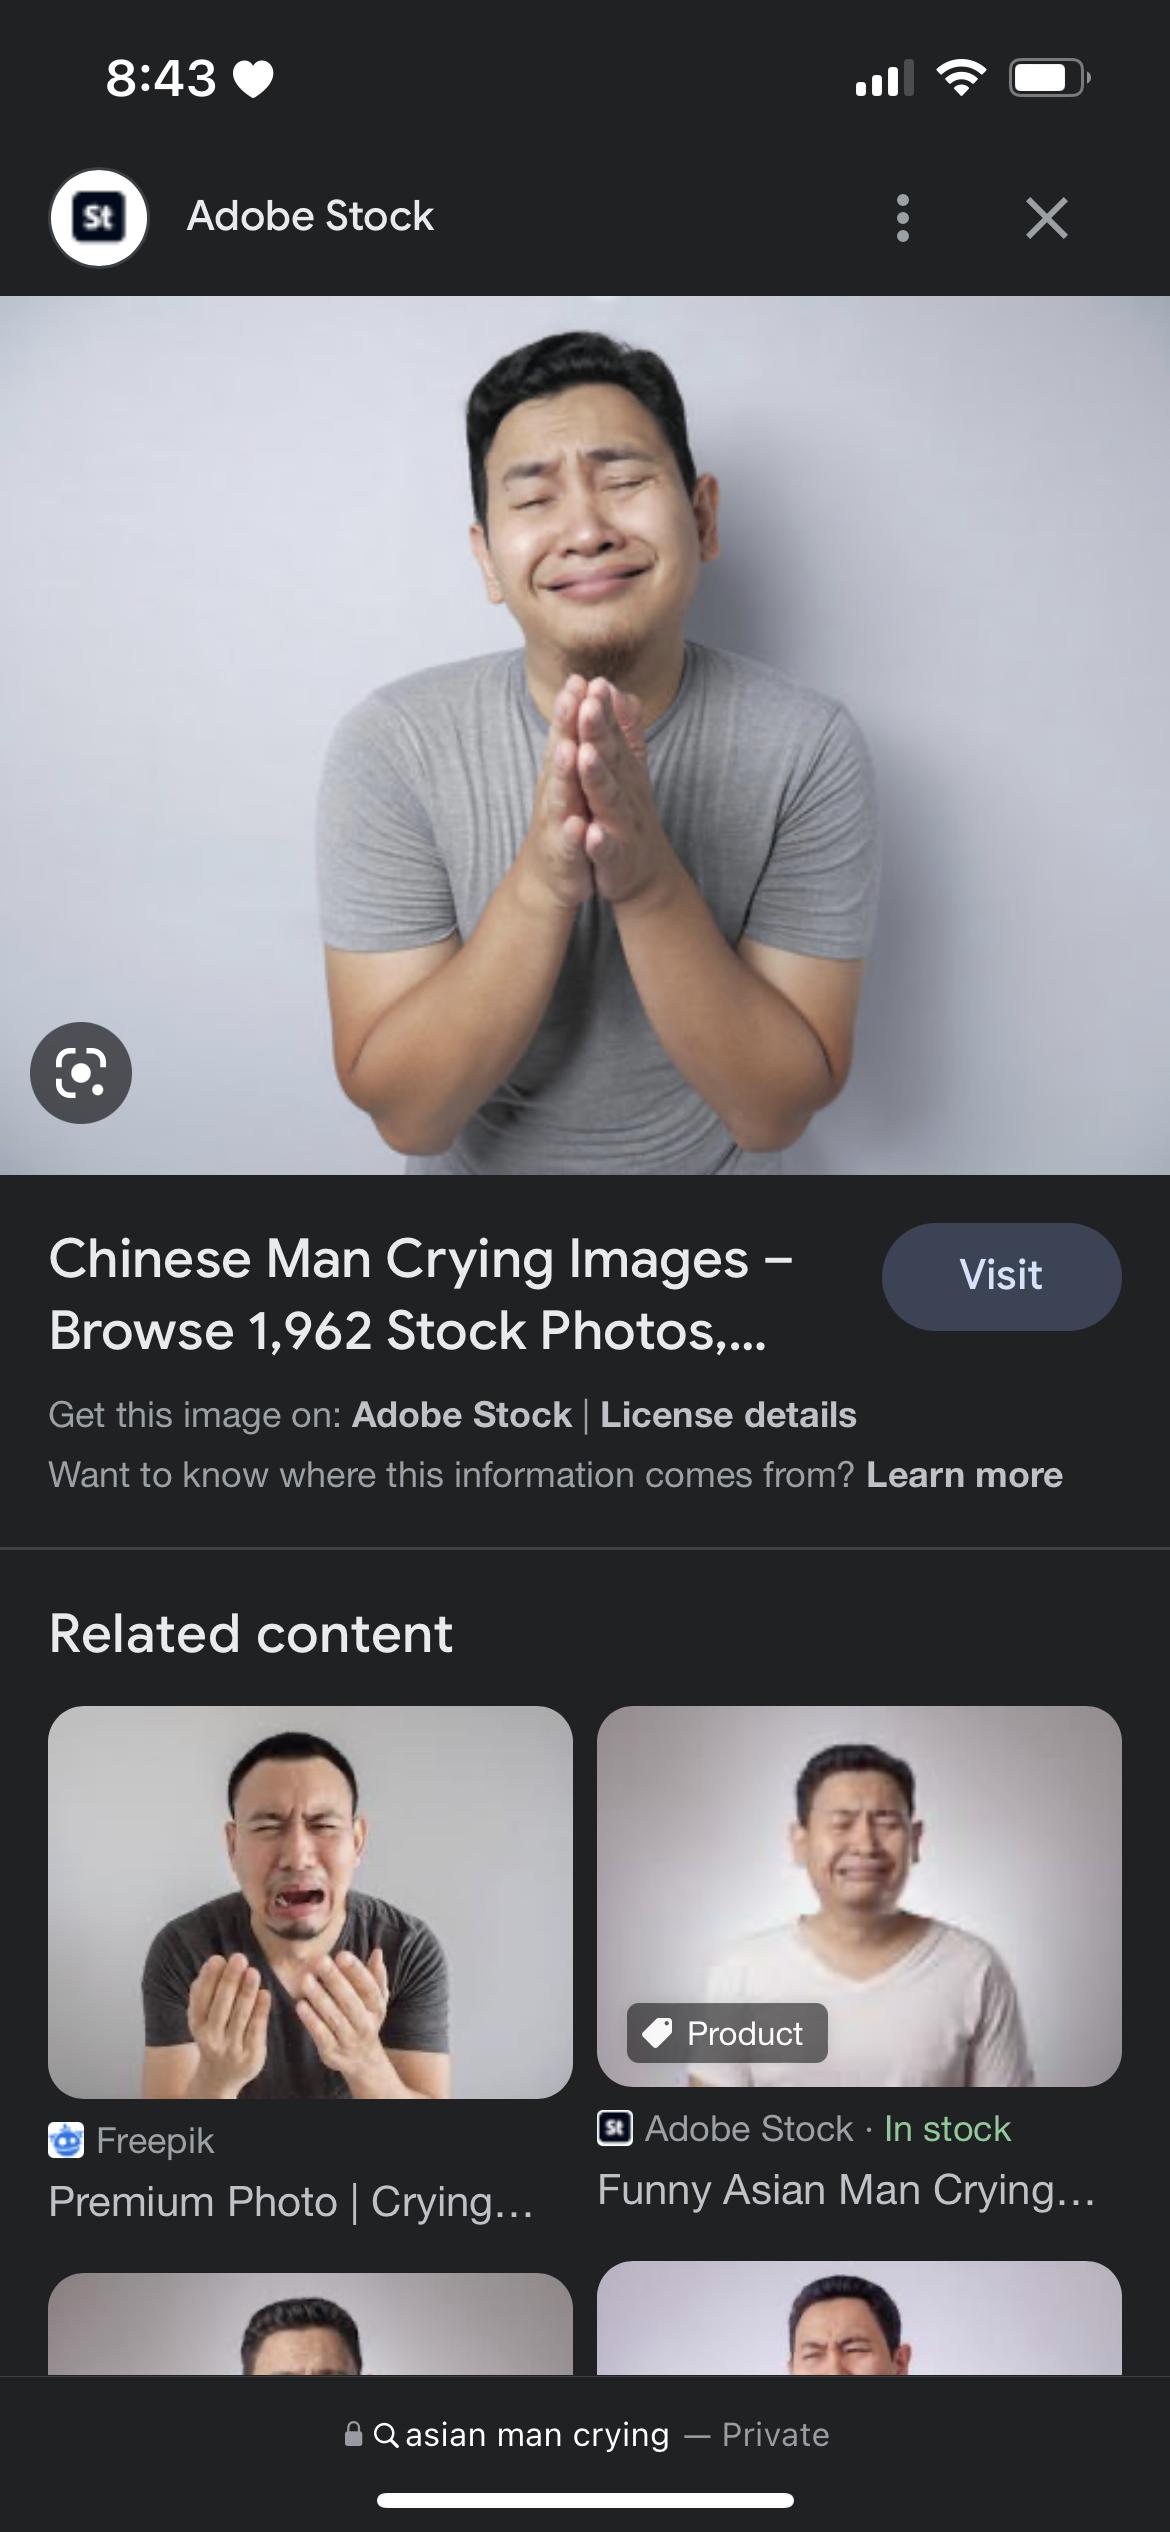 8:43
St
Adobe Stock
Chinese Man Crying Images –
Browse 1,962 Stock Photos,...
Visit
Get this image on: Adobe Stock | License details
Want to know where this information comes from? Learn more
Related content
Product
Freepik
Premium Photo | Crying...
St Adobe Stock · In stock
Funny Asian Man Crying...
asian man crying — Private